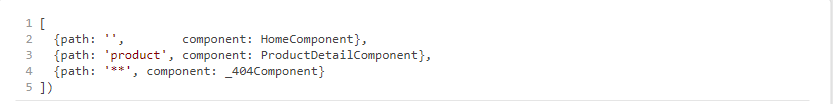 1 [
2   {path: '',        component: HomeComponent},
3   {path: 'product', component: ProductDetailComponent},
4   {path: '**', component: _404Component}
5 ])